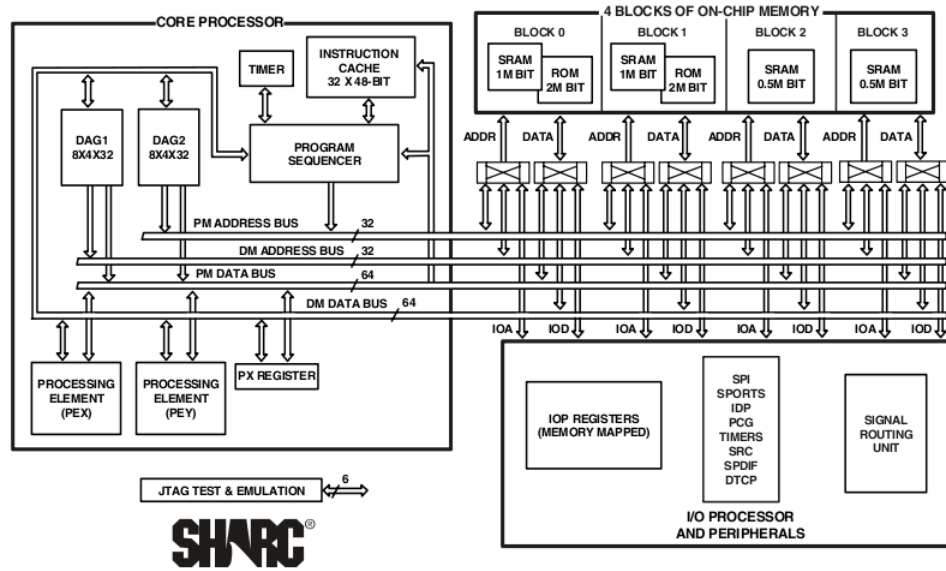 CORE PROCESSOR
TIMER
INSTRUCTION
CACHE
32 X 48-BIT
DAG1
8X4X32
DAG2
8X4X32
PROGRAM
SEQUENCER
PM ADDRESS BUS
32
DM ADDRESS BUS
32
PM DATA BUS
64
DM DATA BUS
64
PROCESSING
ELEMENT
(PEX)
PROCESSING
ELEMENT
(PEY)
PX REGISTER
JTAG TEST & EMULATION
6
SHARC®
4 BLOCKS OF ON-CHIP MEMORY
BLOCK 0
BLOCK 1
BLOCK 2
BLOCK 3
SRAM
1M BIT
ROM
2M BIT
SRAM
1M BIT
ROM
2M BIT
SRAM
0.5M BIT
SRAM
0.5M BIT
ADDR
DATA
ADDR
DATA
ADDR
DATA
ADDR
DATA
IOA
IOD
IOA
IOD
IOA
IOD
IOA
IOD
IOP REGISTERS
(MEMORY MAPPED)
SPI
SPORTS
IDP
PCG
TIMERS
SRC
SPDIF
DTCP
SIGNAL
ROUTING
UNIT
I/O PROCESSOR
AND PERIPHERALS